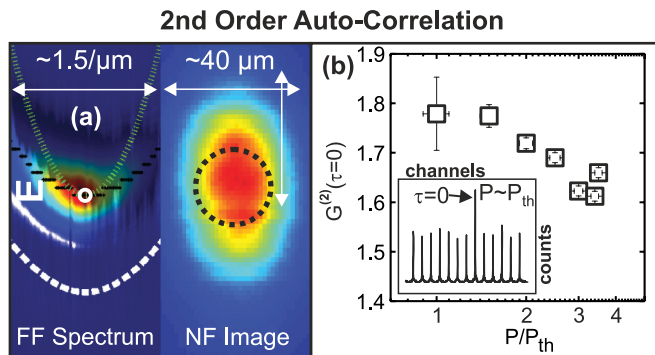 2nd Order Auto-Correlation
~1.5/µm
~40 µm
(a)
E
FF Spectrum
NF Image
(b)
G(2)(τ=0)
1.9
1.8
1.7
1.6
1.5
1.4
channels
τ=0
P~Pth
counts
1
2
3
4
P/Pth